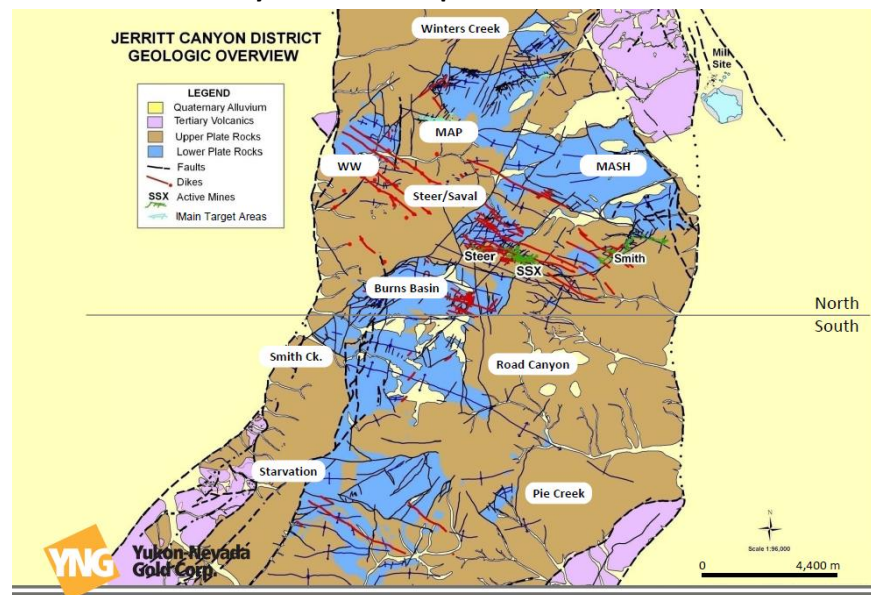 JERRITT CANYON DISTRICT
GEOLOGIC OVERVIEW
LEGEND
Quaternary Alluvium
Tertiary Volcanics
Upper Plate Rocks
Lower Plate Rocks
Faults
Dikes
SSX Active Mines
lMain Target Areas
Winters Creek
Mill
Site
MAP
WW
MASH
Steer/Saval
Steer
SSX
Smith
Burns Basin
North
South
Smith Ck.
Road Canyon
Starvation
Pie Creek
N
Scale 1:96,000
0 4,400 m
YNG Yukon-Nevada
Gold Corp.